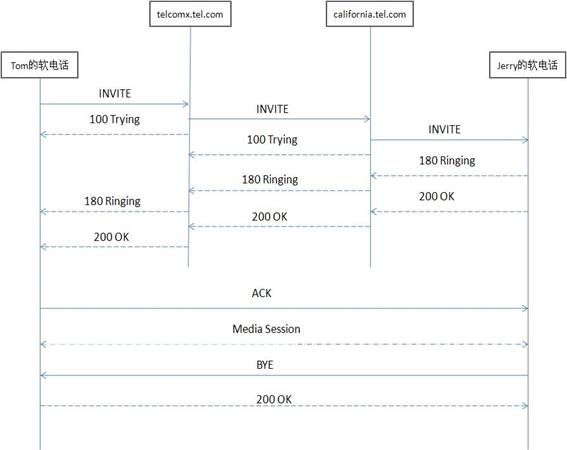 telcomx.tel.com
california.tel.com
Tom的软电话
Jerry的软电话
INVITE
INVITE
100 Trying
INVITE
100 Trying
180 Ringing
180 Ringing
180 Ringing
200 OK
200 OK
200 OK
ACK
Media Session
BYE
200 OK